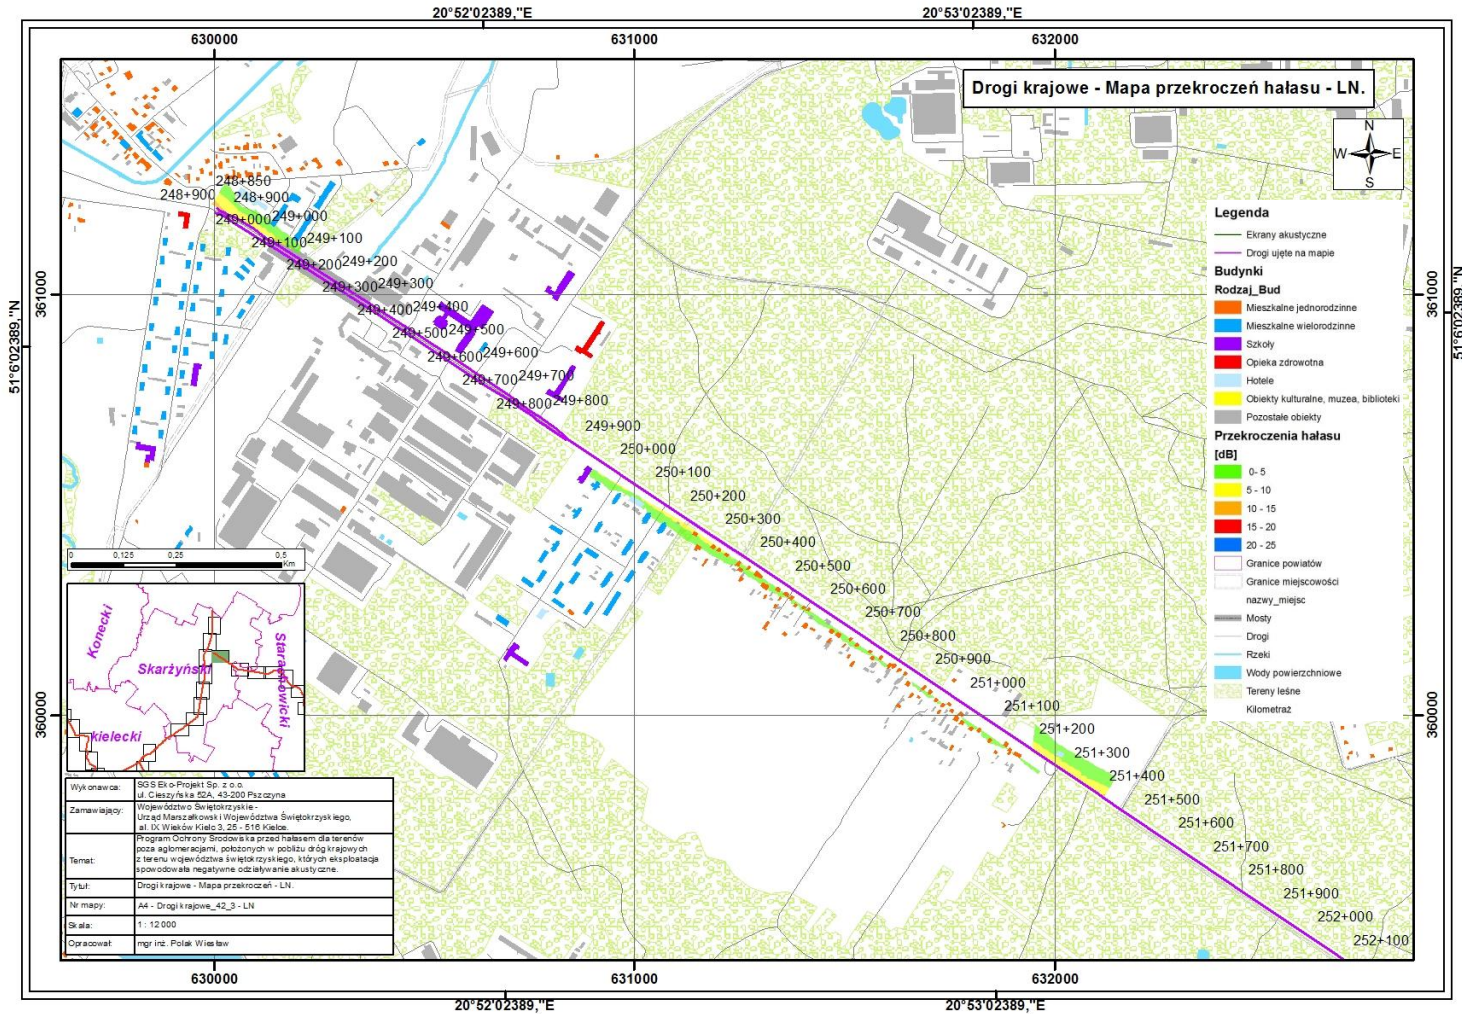 20°52'02389,"E
20°53'02389,"E
630000
631000
632000
Drogi krajowe - Mapa przekroczeń hałasu - LN.
N
W
E
S
361000
51°6'02389,"N
361000
51°6'02389,"N
360000
360000
248+850
248+900
248+900
249+000
249+000
249+100
249+100
249+200
249+200
249+300
249+300
249+400
249+400
249+500
249+500
249+600
249+600
249+700
249+700
249+800
249+800
249+900
250+000
250+100
250+200
250+300
250+400
250+500
250+600
250+700
250+800
250+900
251+000
251+100
251+200
251+300
251+400
251+500
251+600
251+700
251+800
251+900
252+000
252+100
Legenda
Ekrany akustyczne
Drogi ujęte na mapie
Budynki
Rodzaj_Bud
Mieszkalne jednorodzinne
Mieszkalne wielorodzinne
Szkoły
Opieka zdrowotna
Hotele
Obiekty kulturalne, muzea, biblioteki
Pozostałe obiekty
Przekroczenia hałasu
[dB]
0- 5
5 - 10
10 - 15
15 - 20
20 - 25
Granice powiatów
Granice miejscowości
nazwy_miejsc
Mosty
Drogi
Rzeki
Wody powierzchniowe
Tereny leśne
Kilometraż
0 0,125 0,25 0,5
Km
Konecki
Skarżyński
Starachowicki
kielecki
Wykonawca: SGS Eko-Projekt Sp. z o.o.
ul. Cieszyńska 52A, 43-200 Pszczyna
Zamawiający: Województwo Świętokrzyskie -
Urząd Marszałkowski Województwa Świętokrzyskiego,
al. IX Wieków Kielc 3, 25 - 516 Kielce.
Temat: Program Ochrony Środowiska przed hałasem dla terenów
poza aglomeracjami, położonych w pobliżu dróg krajowych
z terenu województwa świętokrzyskiego, których eksploatacja
spowodowała negatywne oddziaływanie akustyczne.
Tytuł: Drogi krajowe - Mapa przekroczeń - LN.
Nr mapy: A4 - Drogi krajowe_42_3 - LN
Skala: 1 : 12 000
Opracował: mgr inż. Polak Wiesław
630000
631000
632000
20°52'02389,"E
20°53'02389,"E